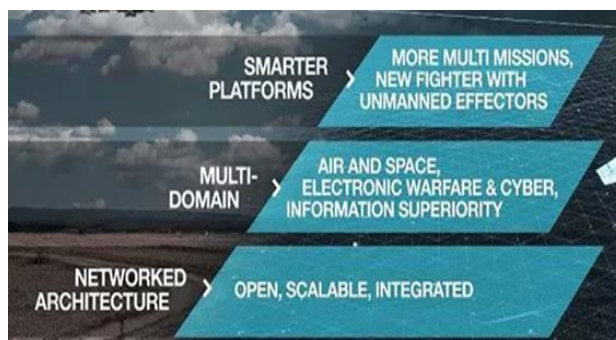 SMARTER PLATFORMS
MORE MULTI MISSIONS,
NEW FIGHTER WITH
UNMANNED EFFECTORS
MULTI-
DOMAIN
AIR AND SPACE,
ELECTRONIC WARFARE & CYBER,
INFORMATION SUPERIORITY
NETWORKED
ARCHITECTURE
OPEN, SCALABLE, INTEGRATED